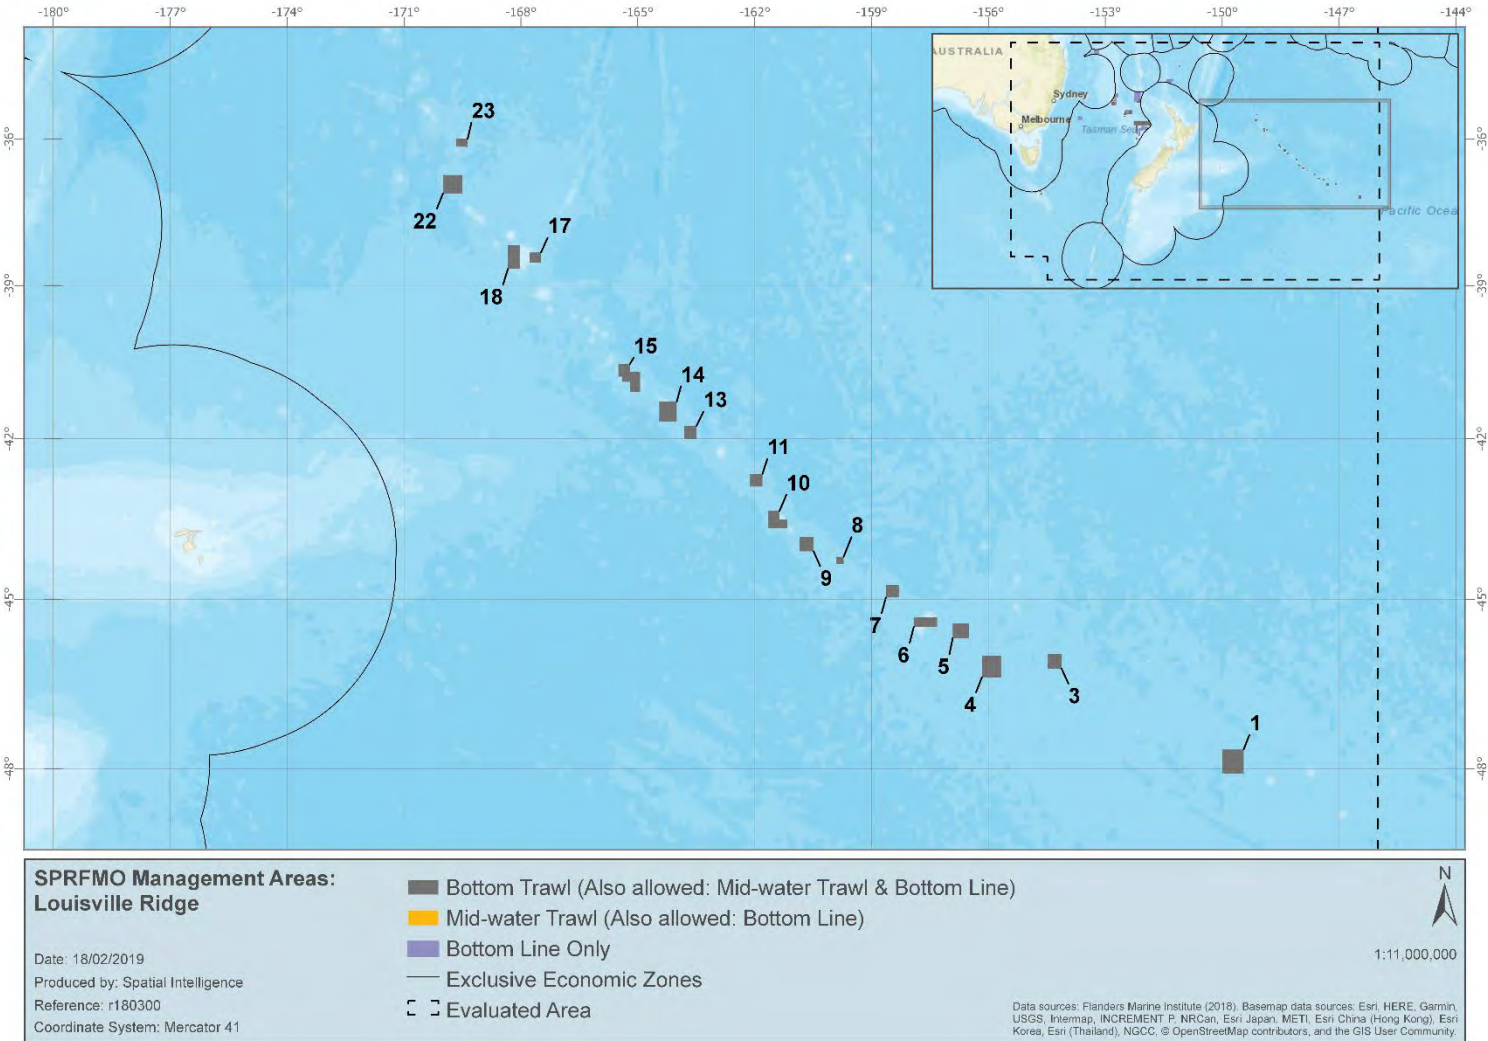 -180° -177° -174° -171° -168° -165° -162° -159° -156° -153° -150° -147° -144°
AUSTRALIA
Sydney
Melbourne
Tasman Sea
Pacific Ocea
23
-36° -36°
22
17
18
-39° -39°
15
14
13
-42° -42°
11
10
8
9
-45° -45°
7
6
5
4
3
1
-48° -48°
SPRFMO Management Areas:
Louisville Ridge
Date: 18/02/2019
Produced by: Spatial Intelligence
Reference: r180300
Coordinate System: Mercator 41
Bottom Trawl (Also allowed: Mid-water Trawl & Bottom Line)
Mid-water Trawl (Also allowed: Bottom Line)
Bottom Line Only
Exclusive Economic Zones
Evaluated Area
N
1:11,000,000
Data sources: Flanders Marine Institute (2018). Basemap data sources: Esri, HERE, Garmin,
USGS, Intermap, INCREMENT P, NRCan, Esri Japan, METI, Esri China (Hong Kong), Esri
Korea, Esri (Thailand), NGCC, © OpenStreetMap contributors, and the GIS User Community.